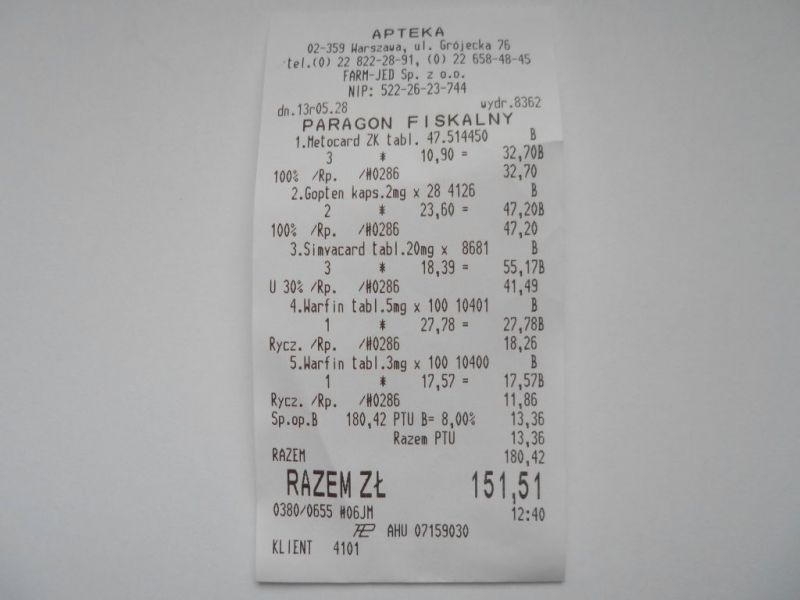 APTEKA
02-359 Warszawa, ul. Grójecka 76
tel.(0) 22 822-28-91, (0) 22 658-48-45
FARM-JED Sp. z o.o.
NIP: 522-26-23-744
dn.13r05.28 wydr.8362
PARAGON FISKALNY
1.Metocard ZK tabl. 47.514450 B
3 * 10,90 = 32,70B
100% /Rp. /#0286 32,70
2.Gopten kaps.2mg x 28 4126 B
2 * 23,60 = 47,20B
100% /Rp. /#0286 47,20
3.Simvacard tabl.20mg x 8681 B
3 * 18,39 = 55,17B
U 30% /Rp. /#0286 41,49
4.Warfin tabl.5mg x 100 10401 B
1 * 27,78 = 27,78B
Rycz. /Rp. /#0286 18,26
5.Warfin tabl.3mg x 100 10400 B
1 * 17,57 = 17,57B
Rycz. /Rp. /#0286 11,86
Sp.op.B 180,42 PTU B= 8,00% 13,36
Razem PTU 13,36
RAZEM 180,42
RAZEM ZŁ 151,51
0380/0655 #06JM 12:40
AHU 07159030
KLIENT 4101